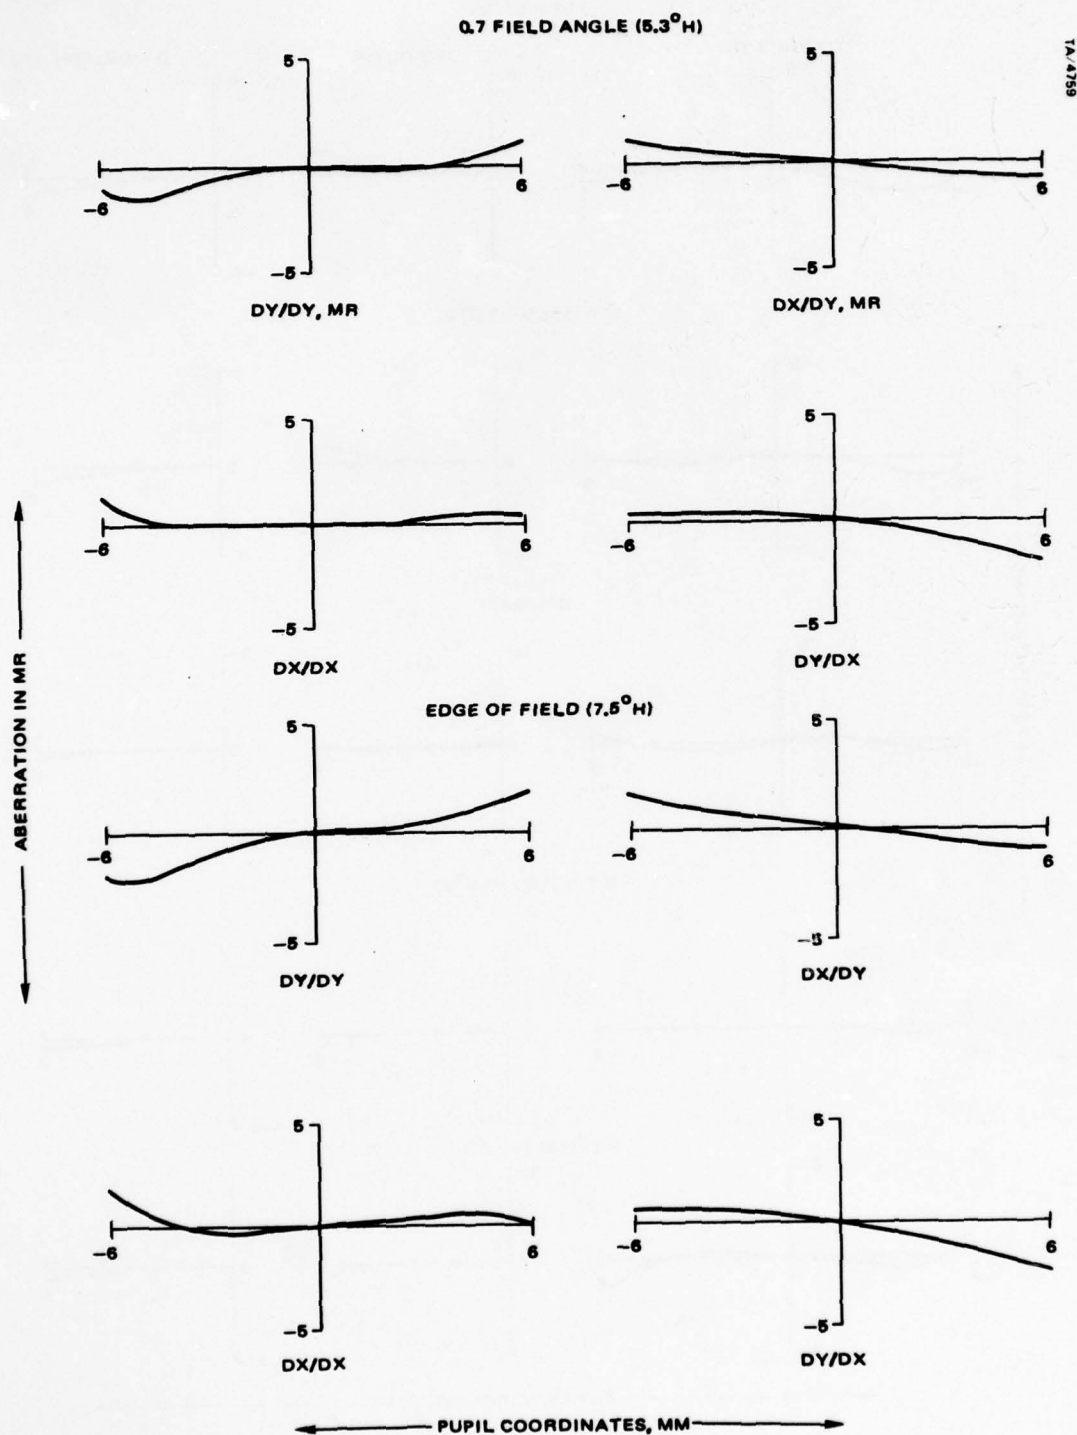 0.7 FIELD ANGLE (5.3°H)
TA/4759
5
5
-6
6
-6
6
-5
-5
DY/DY, MR
DX/DY, MR
5
5
-6
6
-6
6
-5
-5
DX/DX
DY/DX
ABERRATION IN MR
EDGE OF FIELD (7.5°H)
5
5
-6
6
-6
6
-5
-5
DY/DY
DX/DY
5
5
-6
6
-6
6
-5
-5
DX/DX
DY/DX
PUPIL COORDINATES, MM